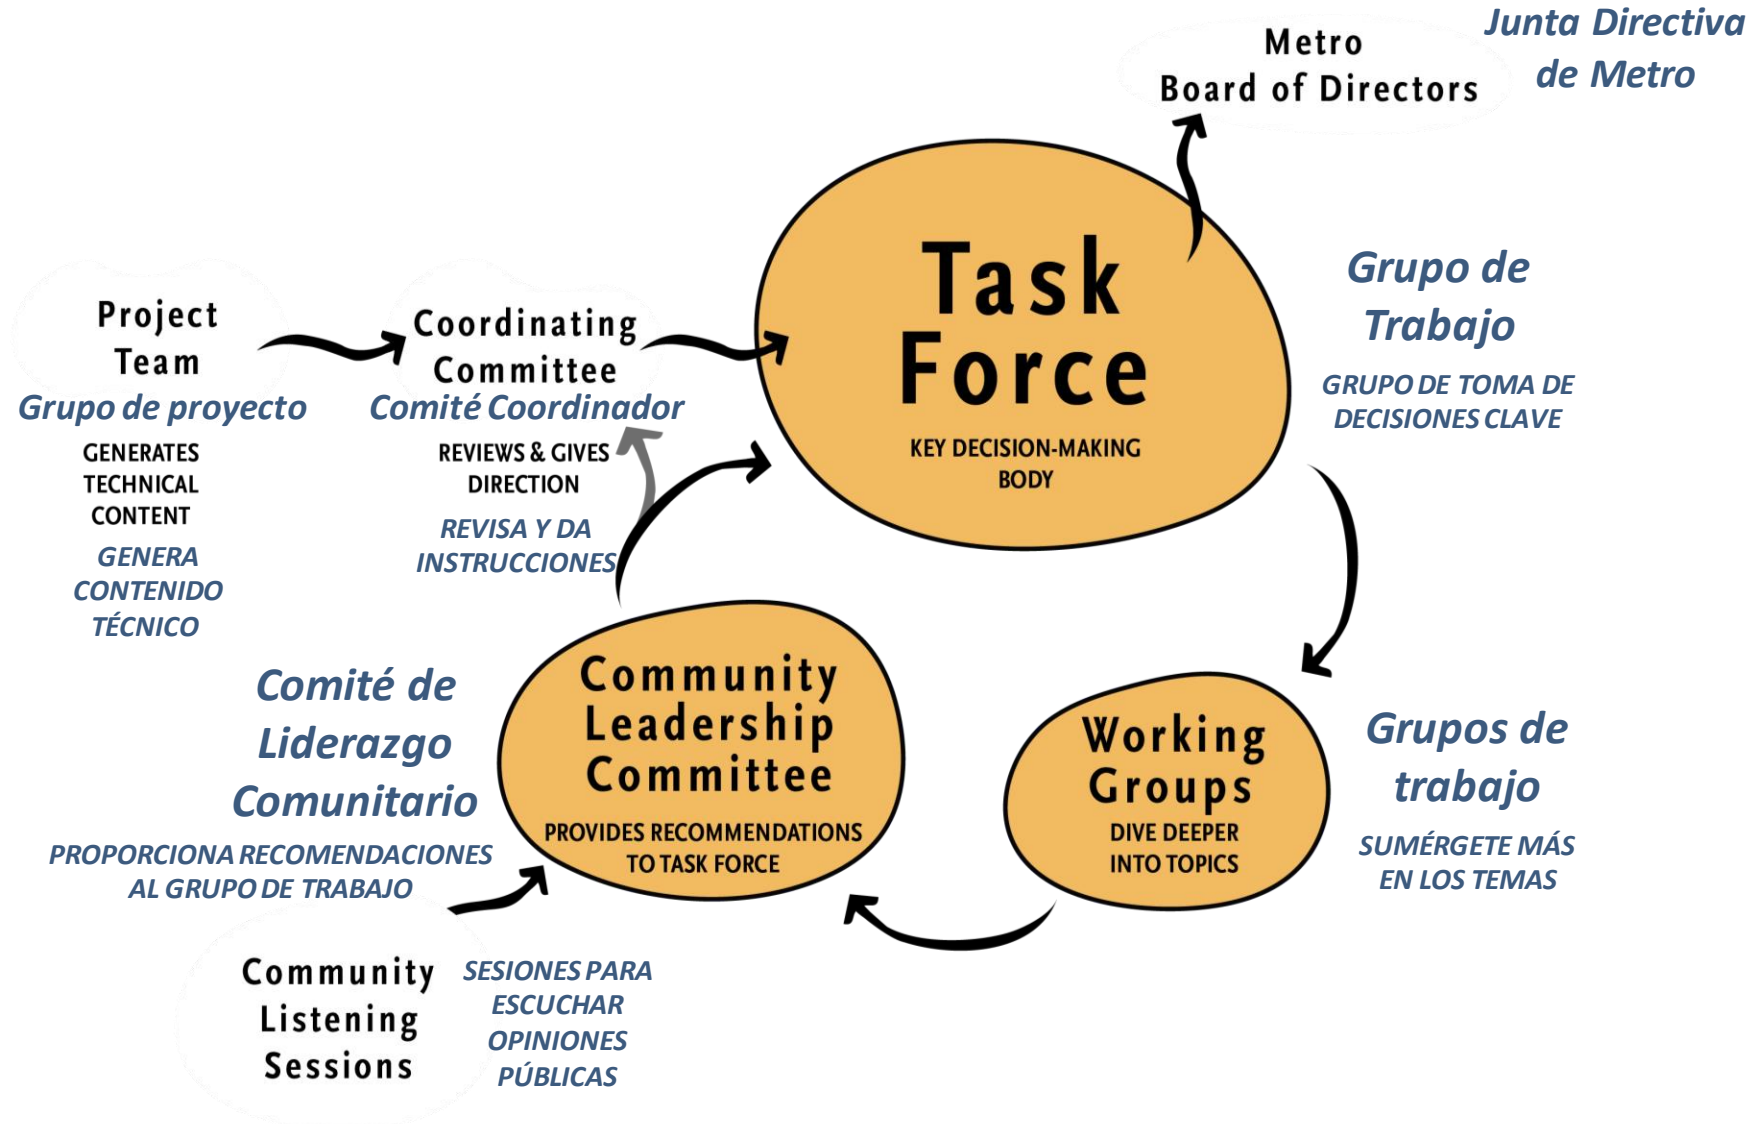 Junta Directiva
de Metro
Metro
Board of Directors
Task
Force
KEY DECISION-MAKING
BODY
Grupo de
Trabajo
GRUPO DE TOMA DE
DECISIONES CLAVE
Project
Team
Grupo de proyecto
GENERATES
TECHNICAL
CONTENT
GENERA
CONTENIDO
TÉCNICO
Coordinating
Committee
Comité Coordinador
REVIEWS & GIVES
DIRECTION
REVISA Y DA
INSTRUCCIONES
Comité de
Liderazgo
Comunitario
PROPORCIONA RECOMENDACIONES
AL GRUPO DE TRABAJO
Community
Leadership
Committee
PROVIDES RECOMMENDATIONS
TO TASK FORCE
Working
Groups
DIVE DEEPER
INTO TOPICS
Grupos de
trabajo
SUMÉRGETE MÁS
EN LOS TEMAS
Community
Listening
Sessions
SESIONES PARA
ESCUCHAR
OPINIONES
PÚBLICAS